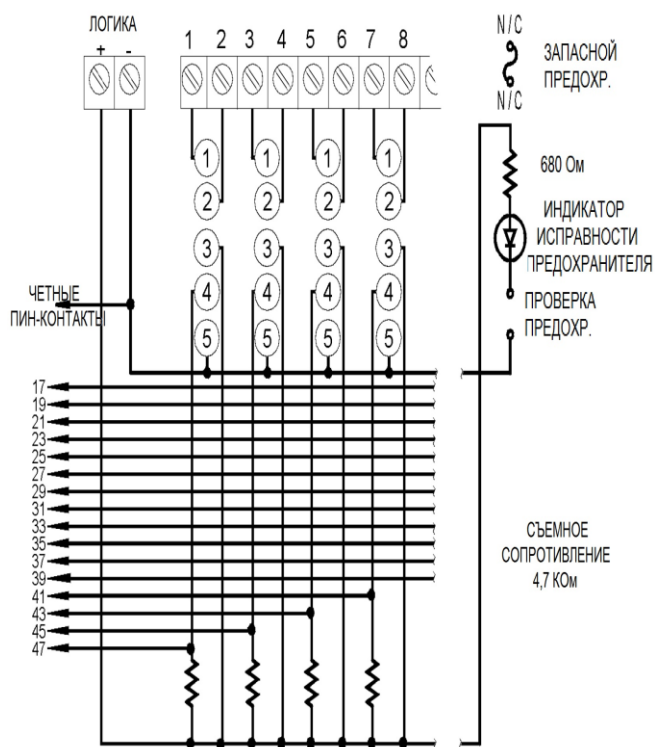 ЛОГИКА
+ -
1 2 3 4 5 6 7 8
N / C
ЗАПАСНОЙ
ПРЕДОХР.
N / C
1 1 1 1
680 Ом
2 2 2 2
ИНДИКАТОР
ИСПРАВНОСТИ
ПРЕДОХРАНИТЕЛЯ
3 3 3 3
ЧЕТНЫЕ
ПИН-КОНТАКТЫ
4 4 4 4
ПРОВЕРКА
ПРЕДОХР.
5 5 5 5
17
19
21
23
25
27
29
31
33
35
37
39
41
43
45
47
СЪЕМНОЕ
СОПРОТИВЛЕНИЕ
4,7 КОм